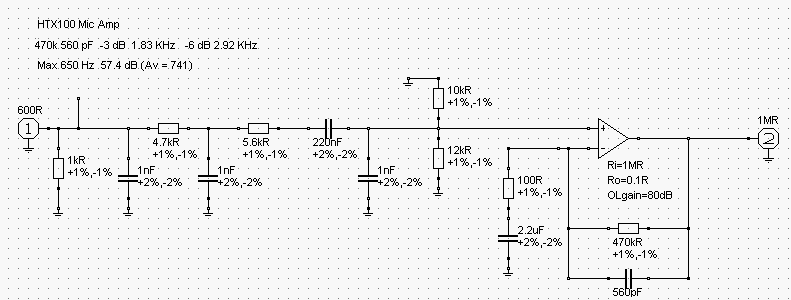 HTX100 Mic Amp
470k 560 pF -3 dB 1.83 KHz -6 dB 2.92 KHz
Max 650 Hz 57.4 dB (Av = 741)
600R
1
1kR
+1%,-1%
1nF
+2%,-2%
4.7kR
+1%,-1%
1nF
+2%,-2%
5.6kR
+1%,-1%
220nF
+2%,-2%
1nF
+2%,-2%
10kR
+1%,-1%
12kR
+1%,-1%
100R
+1%,-1%
2.2uF
+2%,-2%
+
-
Ri=1MR
Ro=0.1R
OLgain=80dB
470kR
+1%,-1%
560pF
1MR
2